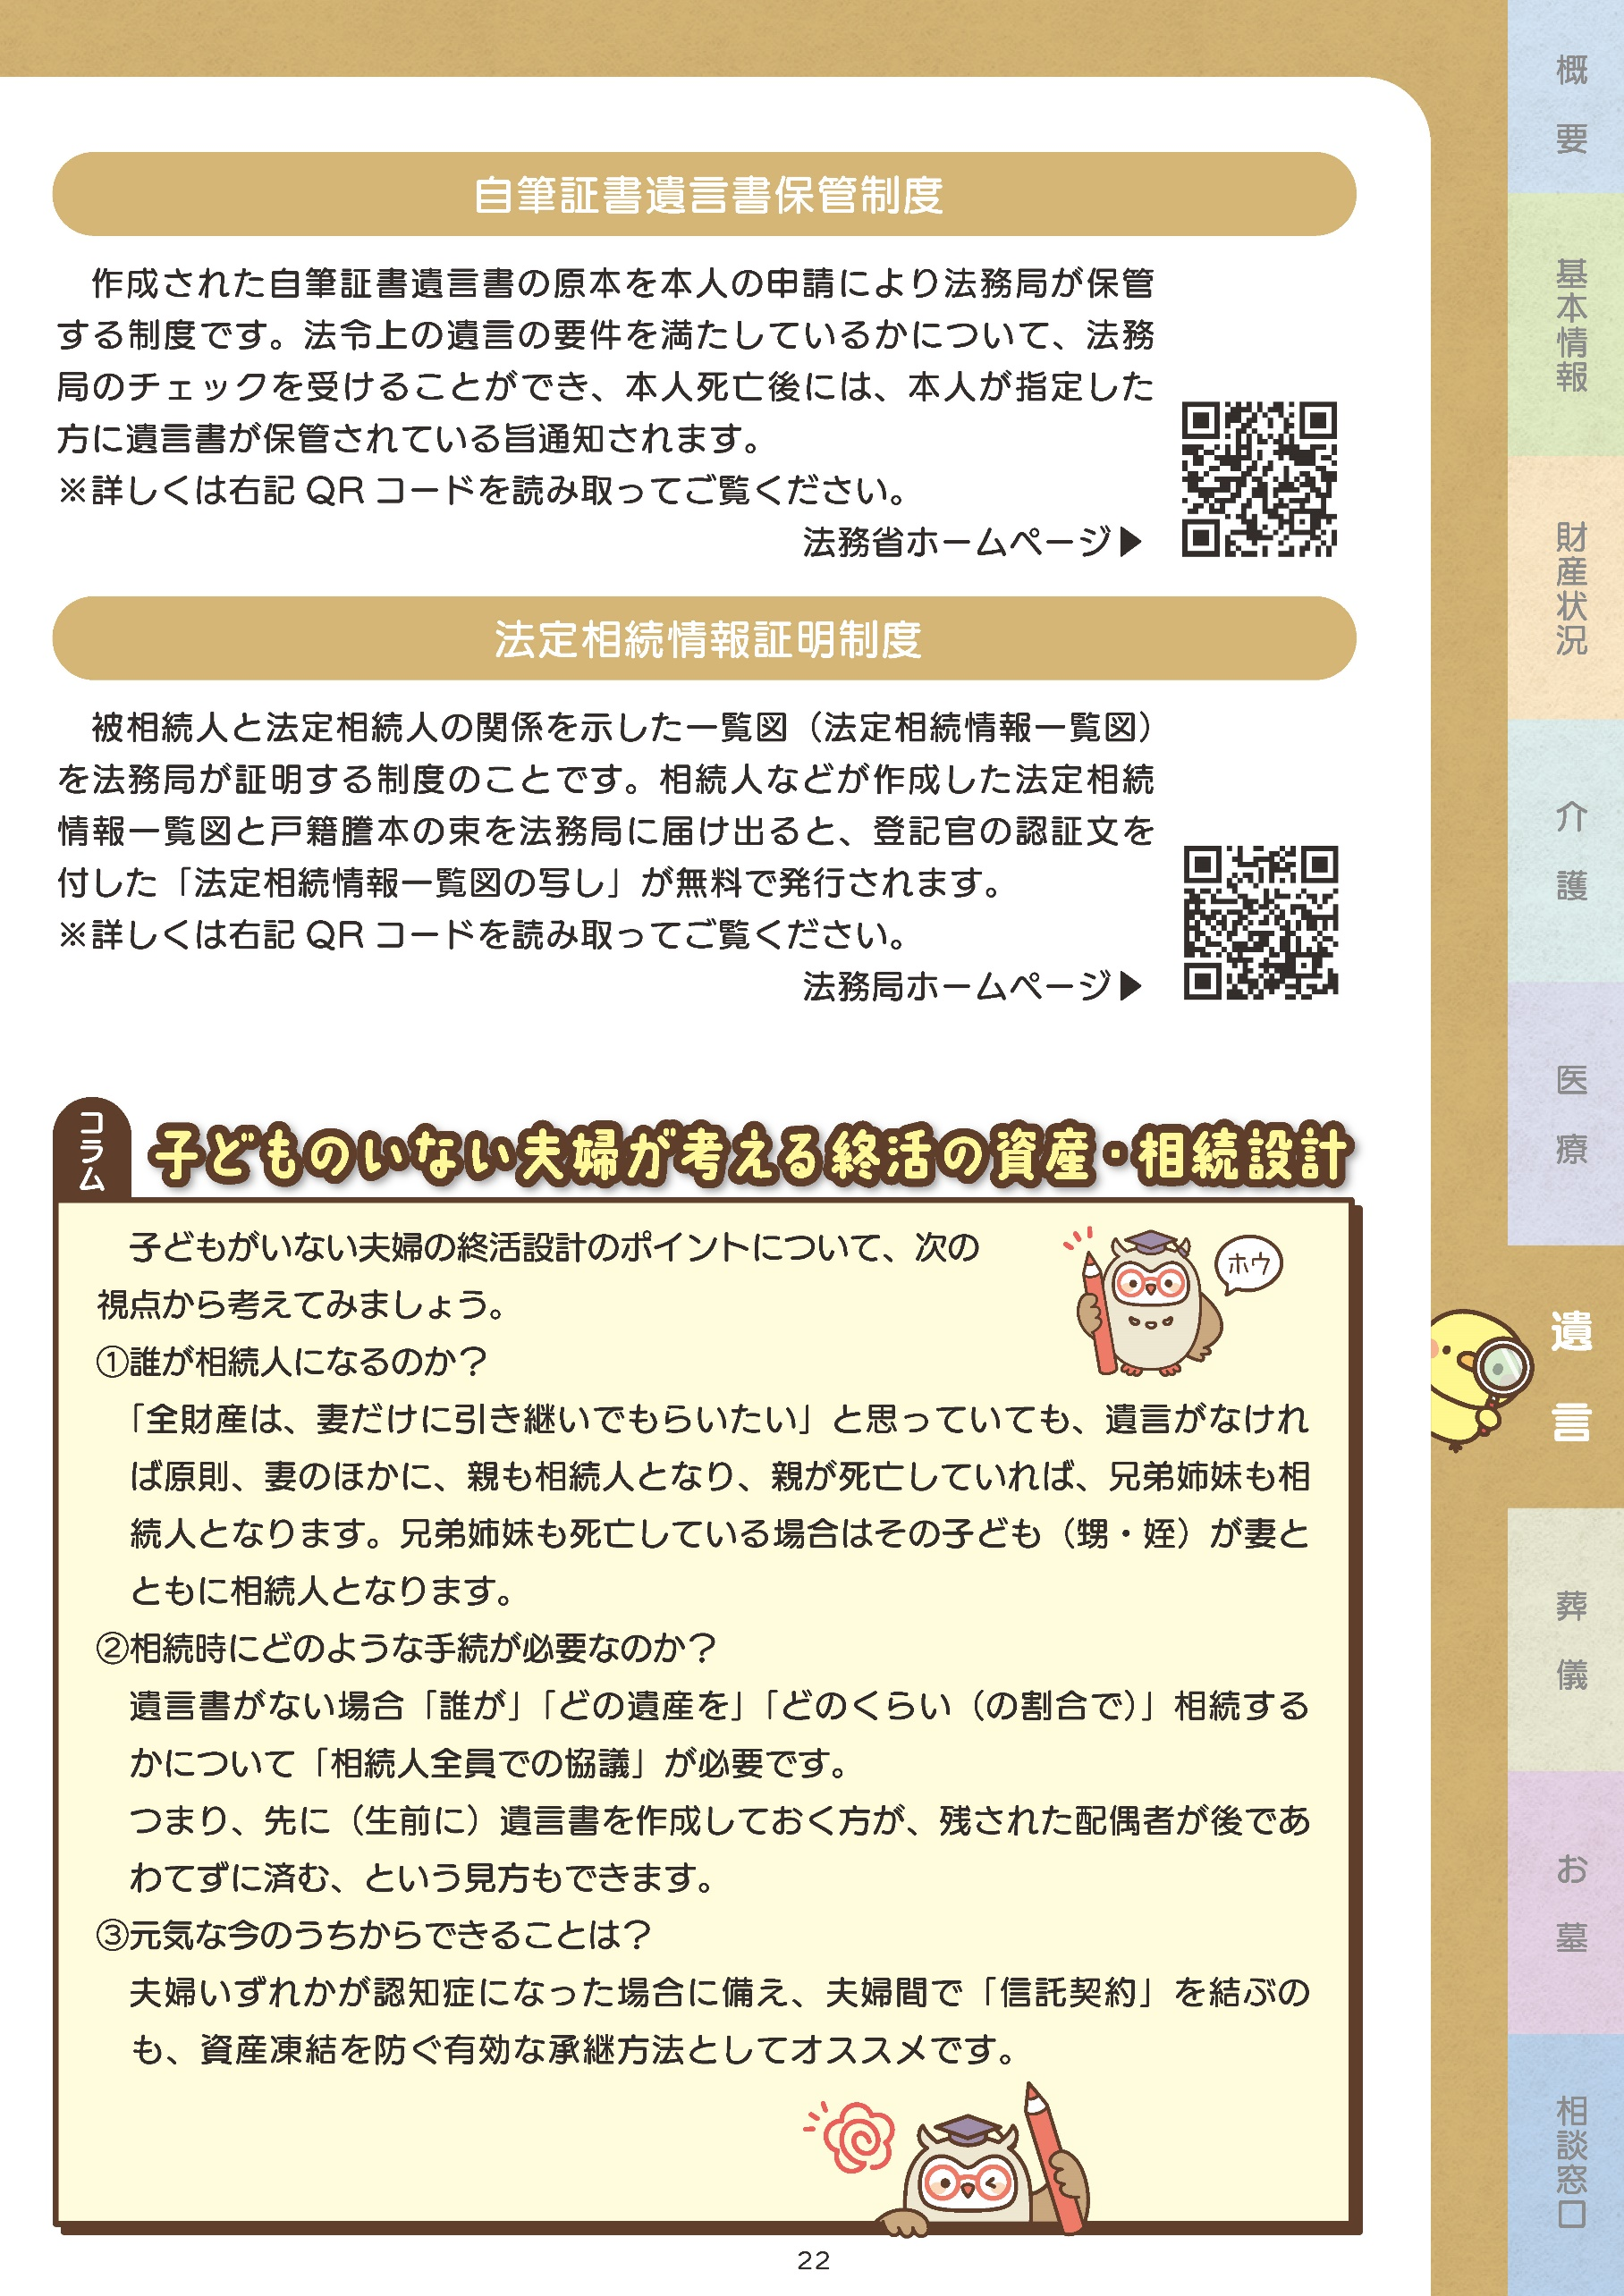 自筆証書遺言書保管制度
作成された自筆証書遺言書の原本を本人の申請により法務局が保管
する制度です。法令上の遺言の要件を満たしているかについて、法務
局のチェックを受けることができ、本人死亡後には、本人が指定した
方に遺言書が保管されている旨通知されます。
※詳しくは右記 QR コードを読み取ってご覧ください。
法務省ホームページ▶
法定相続情報証明制度
被相続人と法定相続人の関係を示した一覧図（法定相続情報一覧図）
を法務局が証明する制度のことです。相続人などが作成した法定相続
情報一覧図と戸籍謄本の束を法務局に届け出ると、登記官の認証文を
付した「法定相続情報一覧図の写し」が無料で発行されます。
※詳しくは右記 QR コードを読み取ってご覧ください。
法務局ホームページ▶
コラム
子どものいない夫婦が考える終活の資産・相続設計
子どもがいない夫婦の終活設計のポイントについて、次の
視点から考えてみましょう。
ホウ
①誰が相続人になるのか？
「全財産は、妻だけに引き継いでもらいたい」と思っていても、遺言がなけれ
ば原則、妻のほかに、親も相続人となり、親が死亡していれば、兄弟姉妹も相
続人となります。兄弟姉妹も死亡している場合はその子ども（甥・姪）が妻と
ともに相続人となります。
②相続時にどのような手続が必要なのか？
遺言書がない場合「誰が」「どの遺産を」「どのくらい（の割合で）」相続する
かについて「相続人全員での協議」が必要です。
つまり、先に（生前に）遺言書を作成しておく方が、残された配偶者が後であ
わてずに済む、という見方もできます。
③元気な今のうちからできることは？
夫婦いずれかが認知症になった場合に備え、夫婦間で「信託契約」を結ぶの
も、資産凍結を防ぐ有効な承継方法としてオススメです。
22
概要
基本情報
財産状況
介護
医療
遺言
葬儀
お墓
相談窓口